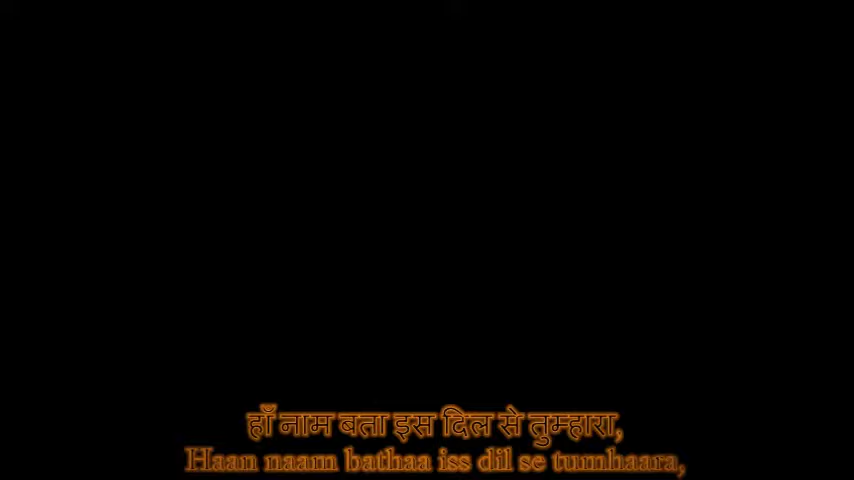 हाँ नाम बता इस दिल से तुम्हारा,
Haan naam bathaa iss dil se tumhaara,